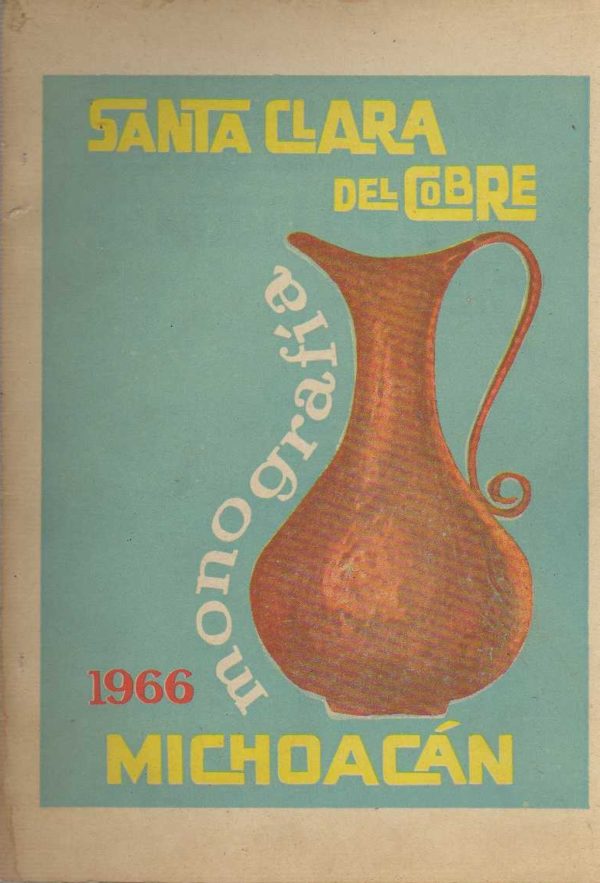 SANTA CLARA
DEL COBRE
monografía
1966
MICHOACÁN